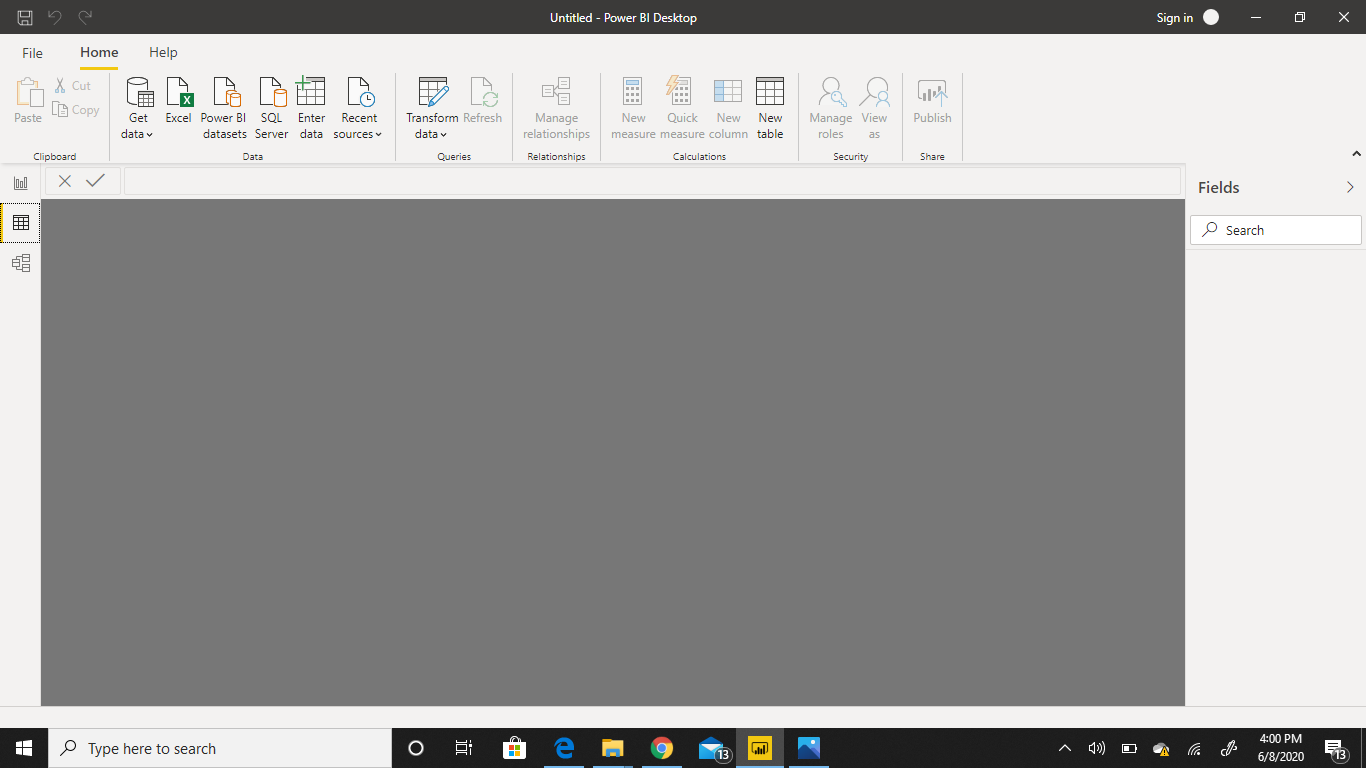 Untitled - Power BI Desktop
Sign in
File
Home
Help
Paste
Cut
Copy
Clipboard
Get data
Excel
Power BI datasets
SQL Server
Enter data
Recent sources
Data
Transform data
Refresh
Queries
Manage relationships
Relationships
New measure
Quick measure
New column
New table
Calculations
Manage roles
View as
Security
Publish
Share
Fields
Search
Type here to search
13
4:00 PM
6/8/2020
13